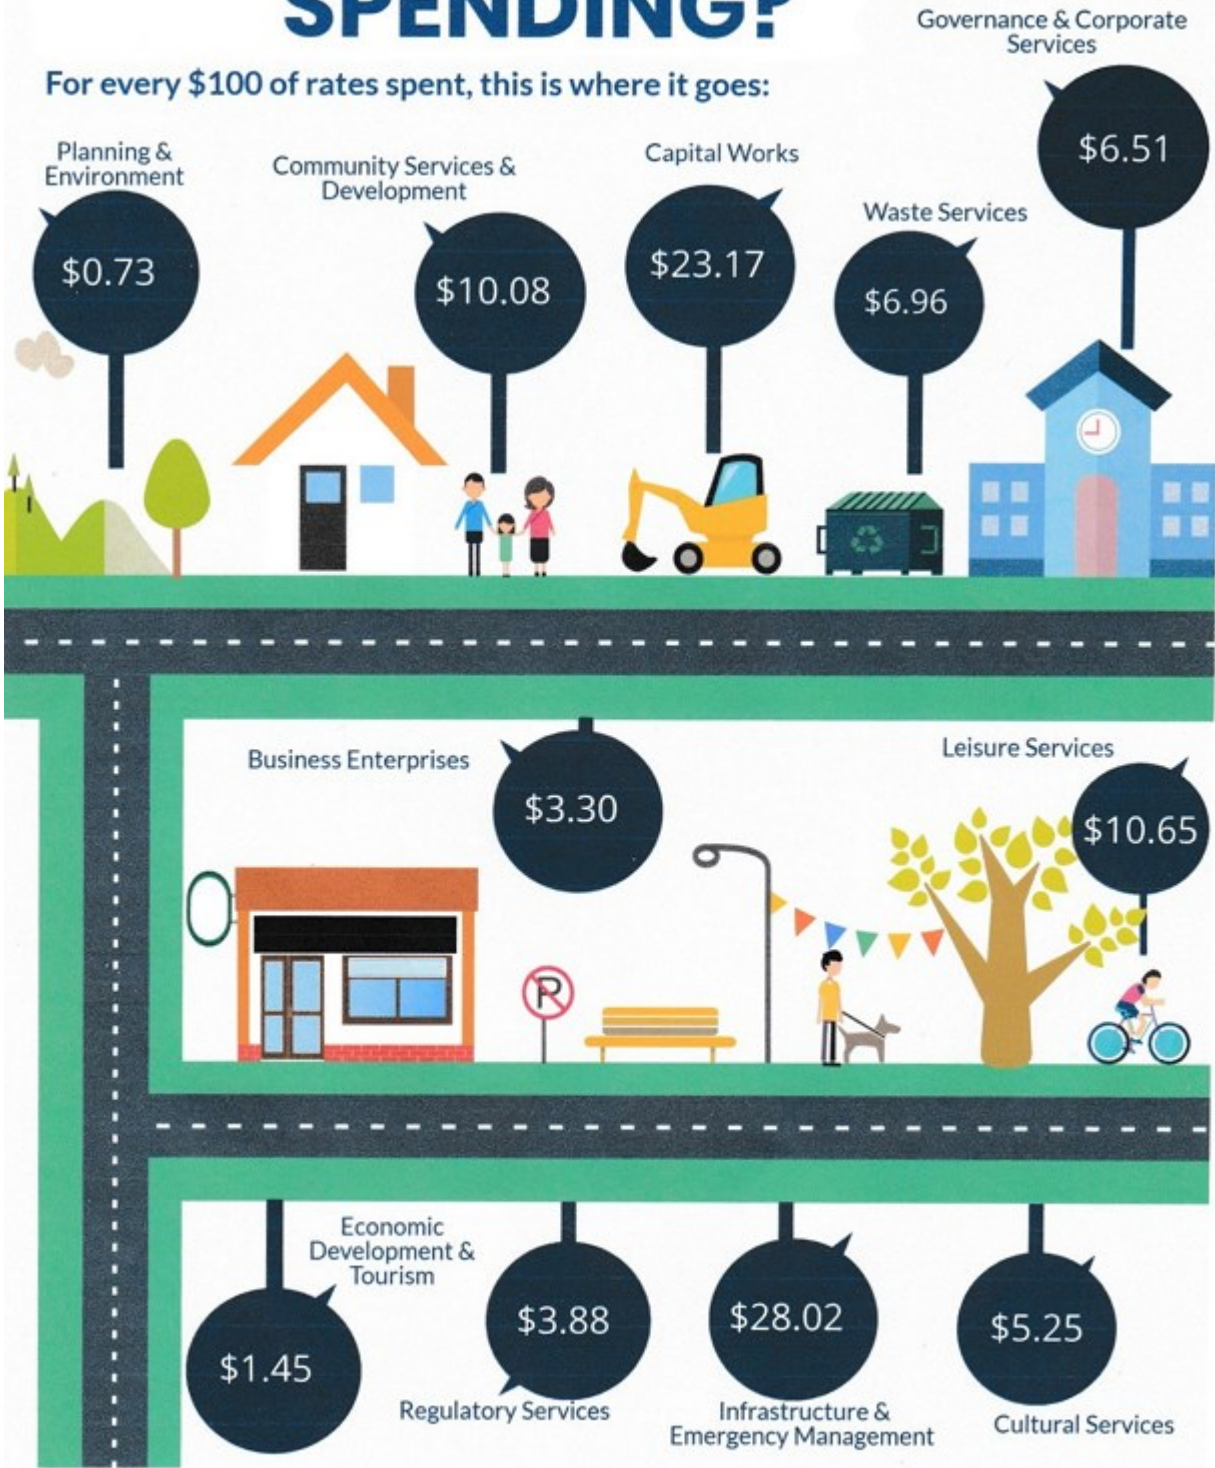 SPENDING?
Governance & Corporate
Services
For every $100 of rates spent, this is where it goes:
$6.51
Planning &
Environment
Community Services &
Development
Capital Works
Waste Services
$0.73
$10.08
$23.17
$6.96
Business Enterprises
$3.30
Leisure Services
$10.65
P
Economic
Development &
Tourism
$1.45
$3.88
Regulatory Services
$28.02
Infrastructure &
Emergency Management
$5.25
Cultural Services